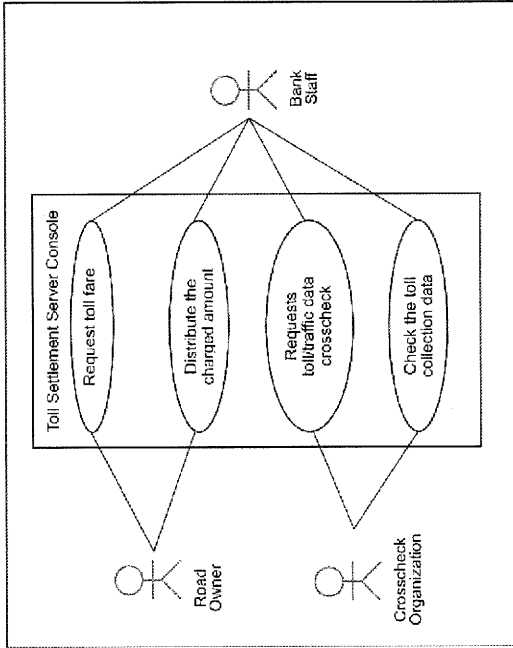 Toll Settlement Server Console
Request toll fare
Distribute the
charged amount
Requests
toll/traffic data
crosscheck
Check the toll
collection data
Road
Owner
Crosscheck
Organization
Bank
Staff